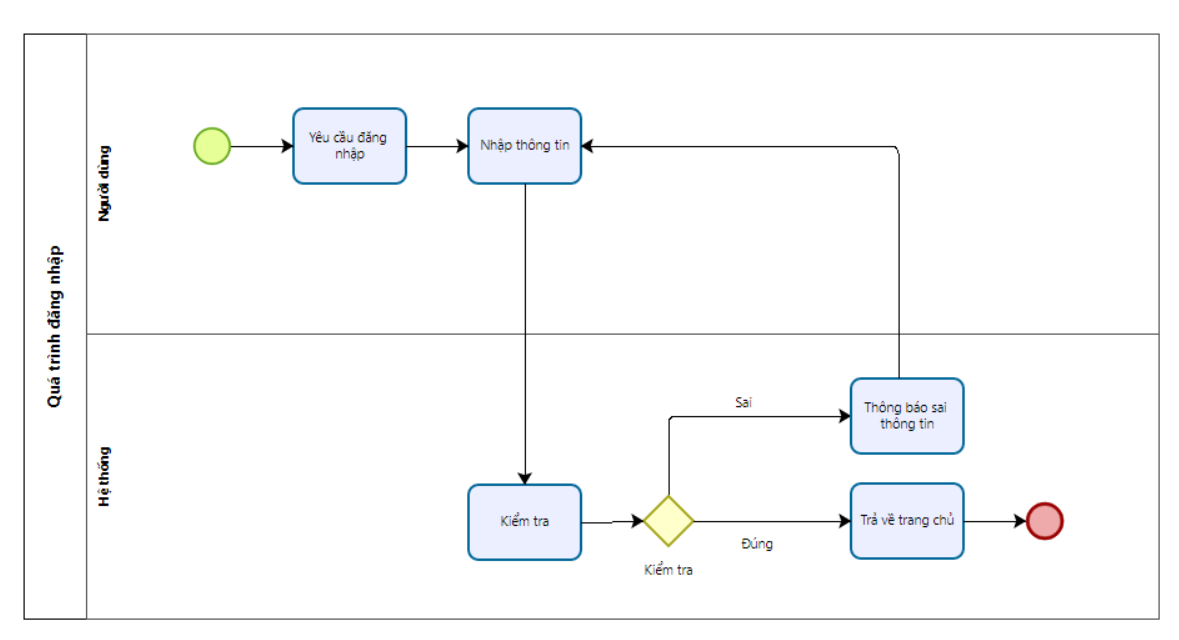 Quá trình đăng nhập
Người dùng
Yêu cầu đăng
nhập
Nhập thông tin
Hệ thống
Kiểm tra
Kiểm tra
Sai
Thông báo sai
thông tin
Đúng
Trả về trang chủ